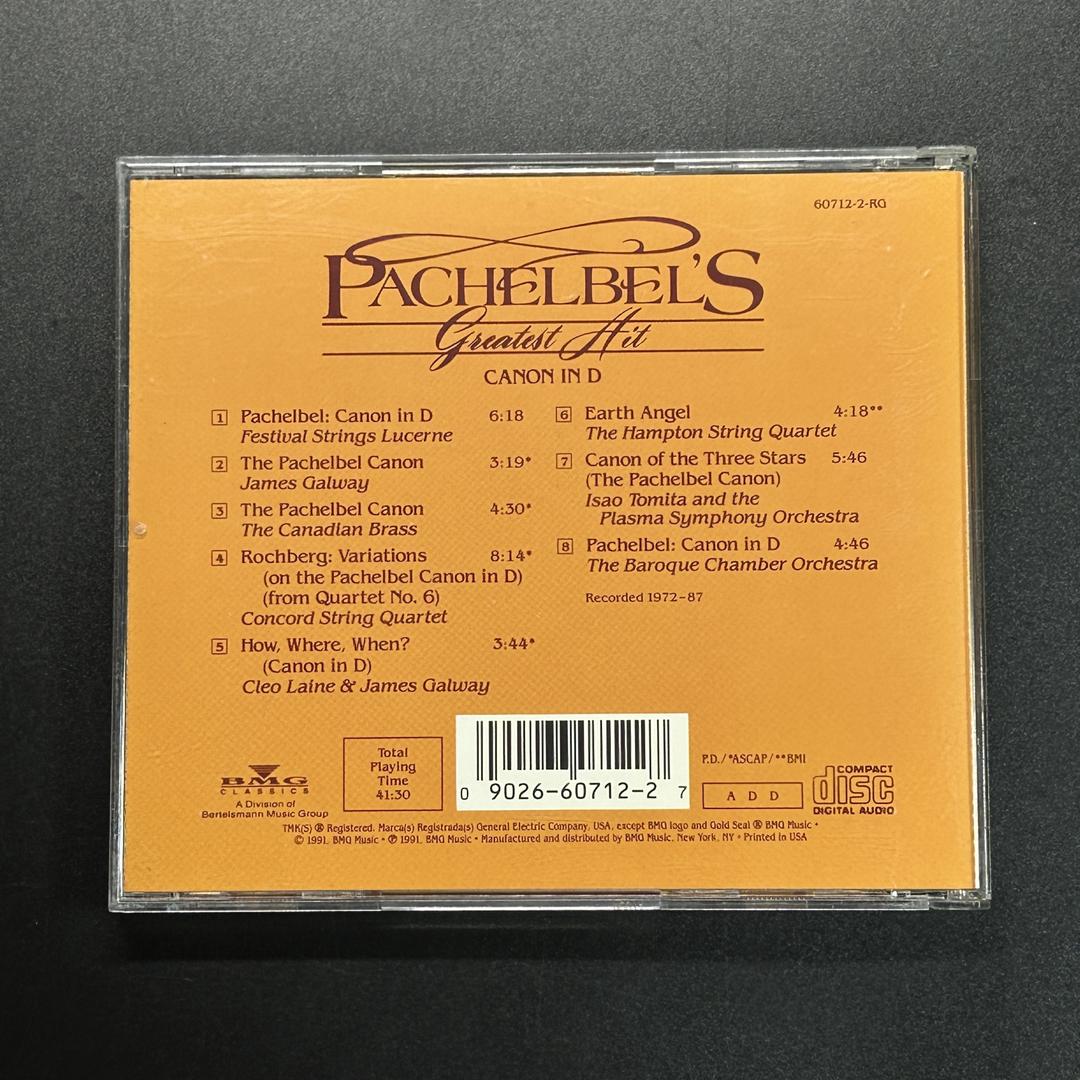 60712-2-RG
PACHELBEL'S
Greatest Hit
CANON IN D
1 Pachelbel: Canon in D 6:18
Festival Strings Lucerne
2 The Pachelbel Canon 3:19*
James Galway
3 The Pachelbel Canon 4:30*
The Canadian Brass
4 Rochberg: Variations 8:14*
(on the Pachelbel Canon in D)
(from Quartet No. 6)
Concord String Quartet
5 How, Where, When? 3:44*
(Canon in D)
Cleo Laine & James Galway
6 Earth Angel 4:18**
The Hampton String Quartet
7 Canon of the Three Stars 5:46
(The Pachelbel Canon)
Isao Tomita and the
Plasma Symphony Orchestra
8 Pachelbel: Canon in D 4:46
The Baroque Chamber Orchestra
Recorded 1972–87
BMG
CLASSICS
A Division of
Bertelsmann Music Group
Total
Playing
Time
41:30
0 9026-60712-2 7
P.D./*ASCAP/**BMI
A D D
COMPACT
disc
DIGITAL AUDIO
TMK(S) ® Registered. Marca(s) Registrada(s) General Electric Company, USA, except BMG logo and Gold Seal ® BMG Music •
© 1991, BMG Music • ℗ 1991, BMG Music • Manufactured and distributed by BMG Music, New York, NY • Printed in USA